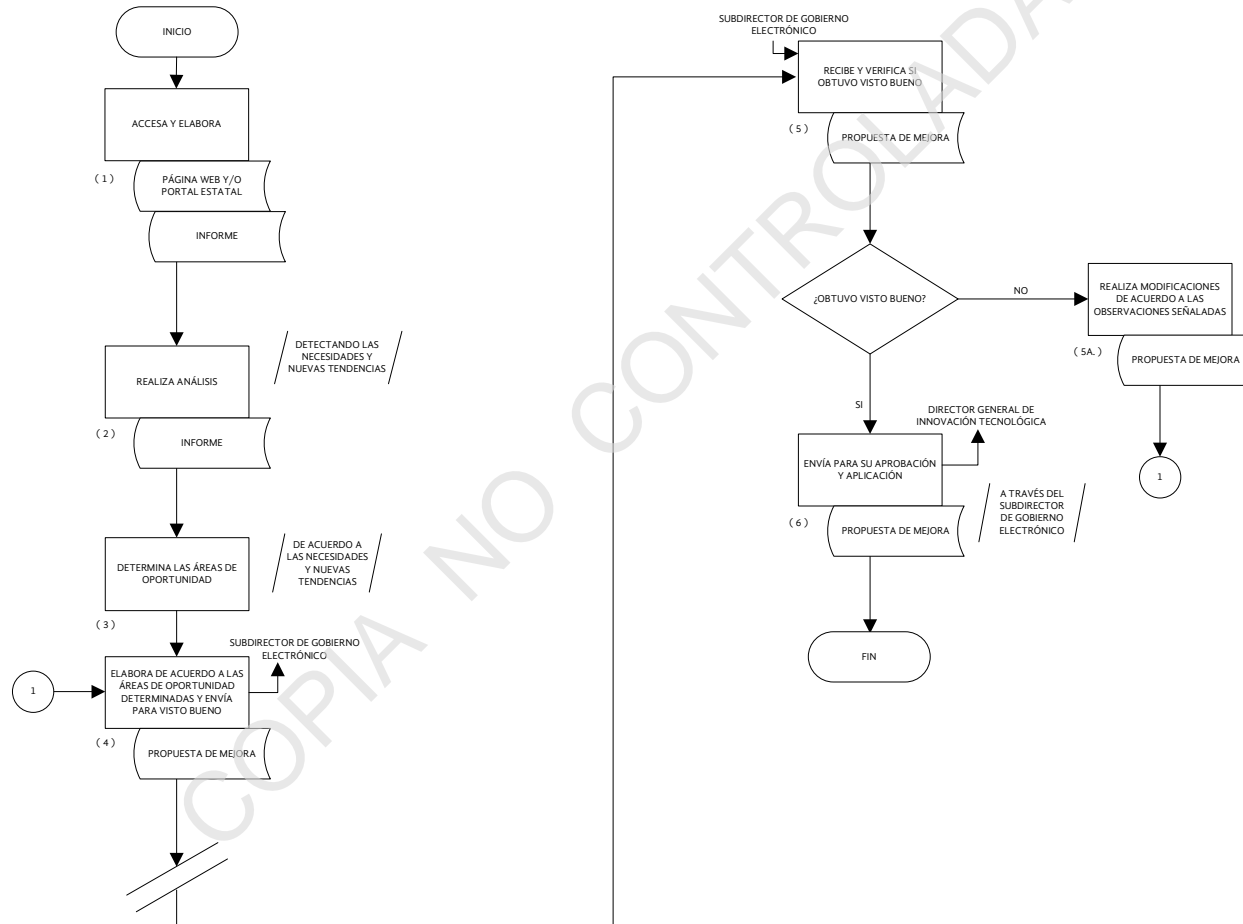 INICIO
ACCESA Y ELABORA
( 1 )
PÁGINA WEB Y/O
PORTAL ESTATAL
INFORME
REALIZA ANÁLISIS
DETECTANDO LAS
NECESIDADES Y
NUEVAS TENDENCIAS
( 2 )
INFORME
DETERMINA LAS ÁREAS DE
OPORTUNIDAD
DE ACUERDO A
LAS NECESIDADES
Y NUEVAS
TENDENCIAS
( 3 )
SUBDIRECTOR DE GOBIERNO
ELECTRÓNICO
1
ELABORA DE ACUERDO A LAS
ÁREAS DE OPORTUNIDAD
DETERMINADAS Y ENVÍA
PARA VISTO BUENO
( 4 )
PROPUESTA DE MEJORA
SUBDIRECTOR DE GOBIERNO
ELECTRÓNICO
RECIBE Y VERIFICA SI
OBTUVO VISTO BUENO
( 5 )
PROPUESTA DE MEJORA
¿OBTUVO VISTO BUENO?
NO
REALIZA MODIFICACIONES
DE ACUERDO A LAS
OBSERVACIONES SEÑALADAS
( 5A. )
PROPUESTA DE MEJORA
1
SI
DIRECTOR GENERAL DE
INNOVACIÓN TECNOLÓGICA
ENVÍA PARA SU APROBACIÓN
Y APLICACIÓN
( 6 )
PROPUESTA DE MEJORA
A TRAVÉS DEL
SUBDIRECTOR
DE GOBIERNO
ELECTRÓNICO
FIN
COPIA NO CONTROLADA